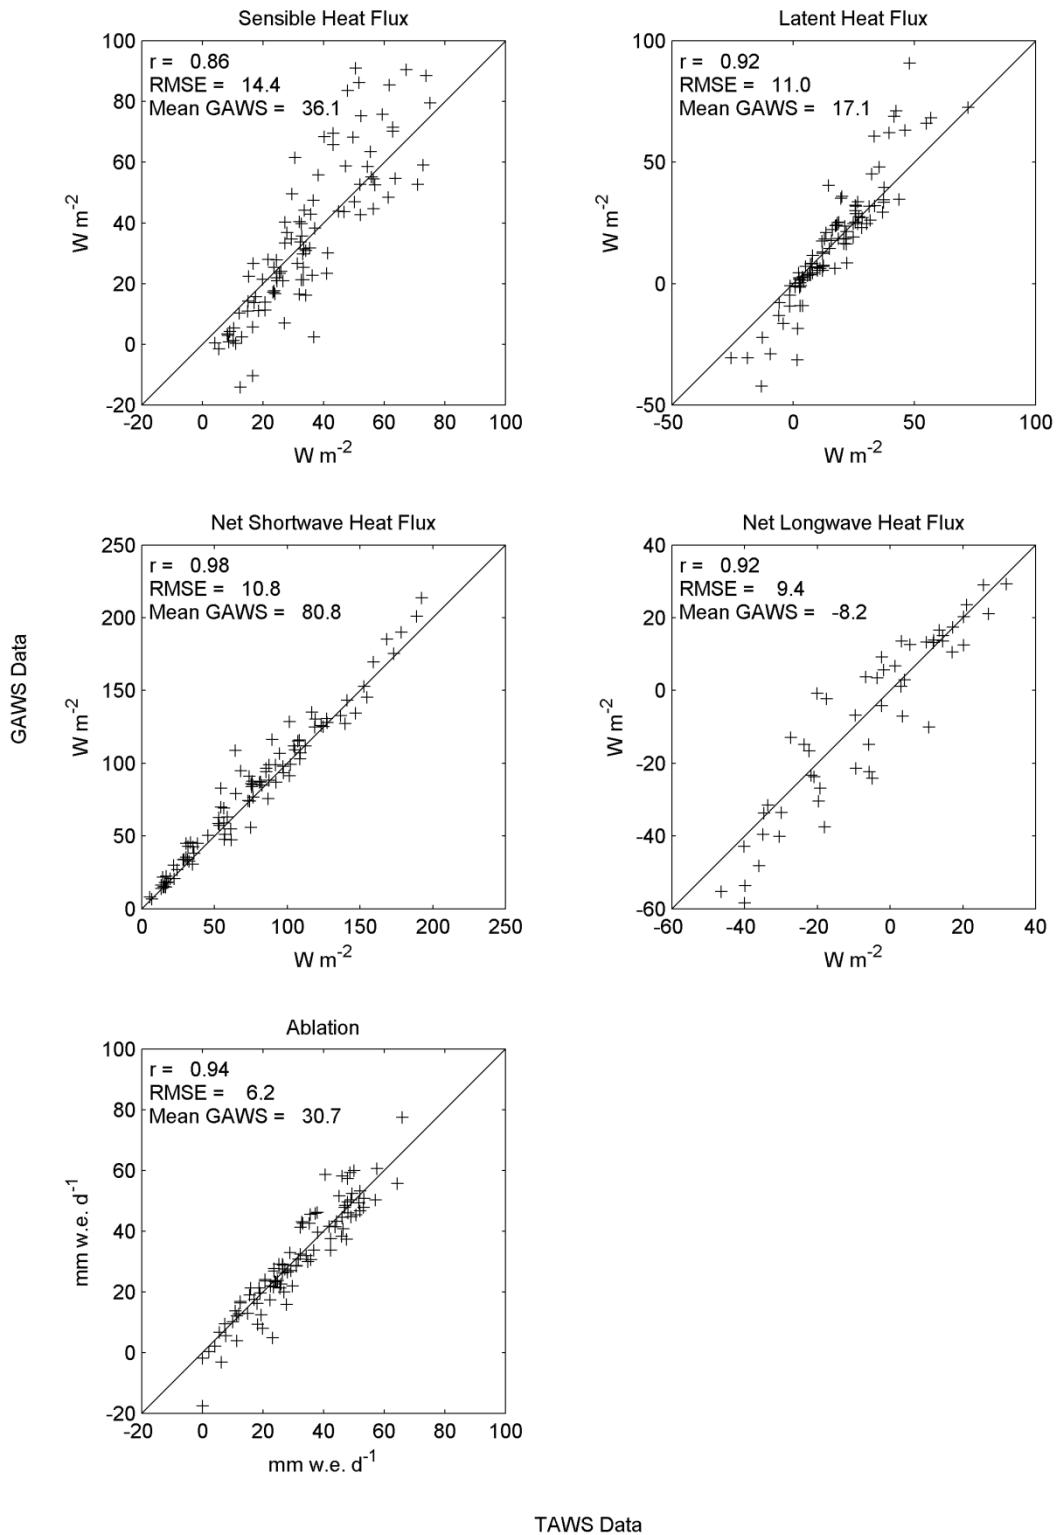 Sensible Heat Flux
r = 0.86
RMSE = 14.4
Mean GAWS = 36.1
100
80
60
40
20
0
-20
W m-2
-20 0 20 40 60 80 100
W m-2
Latent Heat Flux
r = 0.92
RMSE = 11.0
Mean GAWS = 17.1
100
50
0
-50
W m-2
-50 0 50 100
W m-2
GAWS Data
Net Shortwave Heat Flux
r = 0.98
RMSE = 10.8
Mean GAWS = 80.8
250
200
150
100
50
0
W m-2
0 50 100 150 200 250
W m-2
Net Longwave Heat Flux
r = 0.92
RMSE = 9.4
Mean GAWS = -8.2
40
20
0
-20
-40
-60
W m-2
-60 -40 -20 0 20 40
W m-2
Ablation
r = 0.94
RMSE = 6.2
Mean GAWS = 30.7
100
80
60
40
20
0
-20
mm w.e. d-1
-20 0 20 40 60 80 100
mm w.e. d-1
TAWS Data